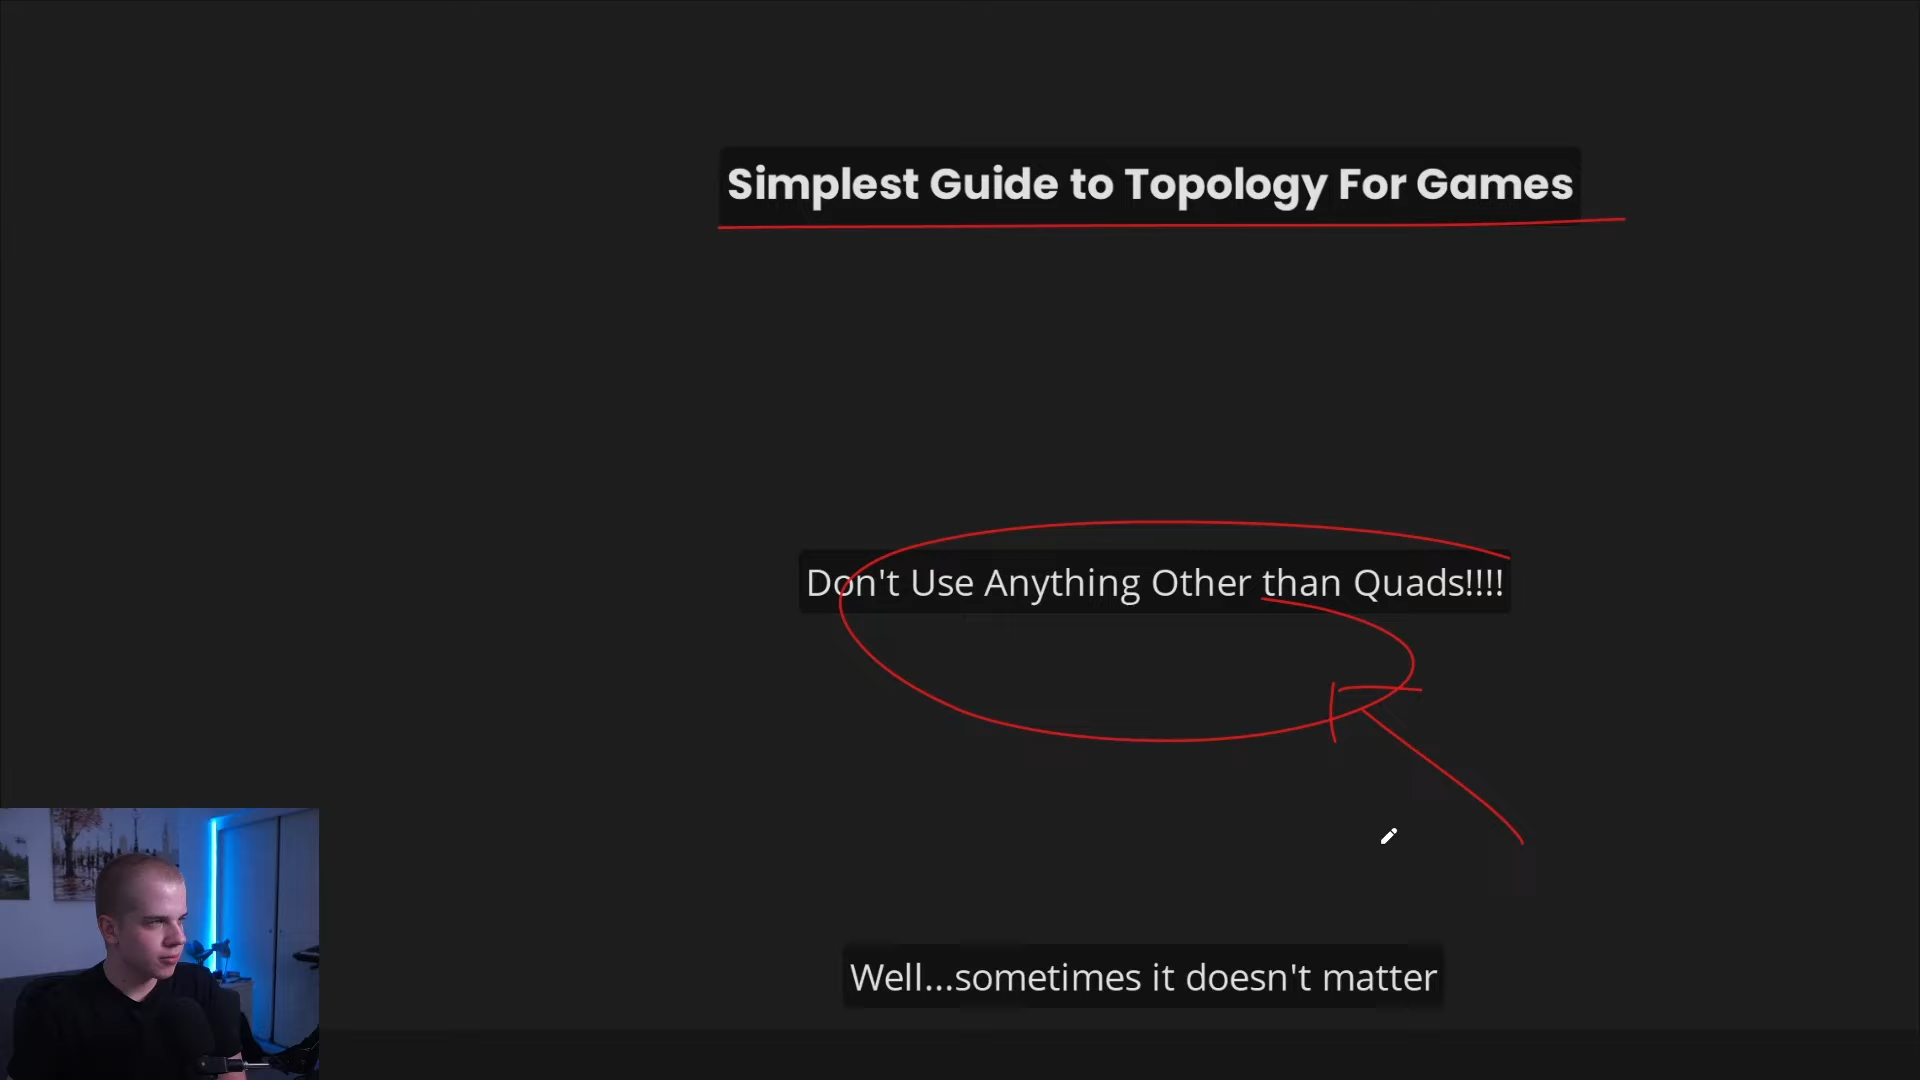 Simplest Guide to Topology For Games
Don't Use Anything Other than Quads!!!!
Well...sometimes it doesn't matter